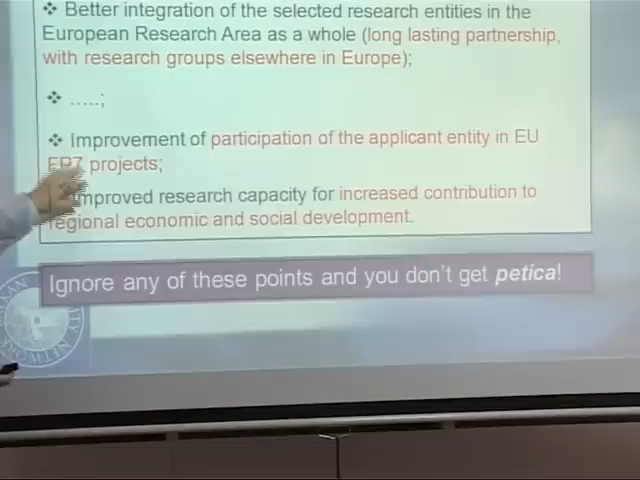 ❖ Better integration of the selected research entities in the
European Research Area as a whole (long lasting partnership,
with research groups elsewhere in Europe);
❖ .....;
❖ Improvement of participation of the applicant entity in EU
FP7 projects;
Improved research capacity for increased contribution to
regional economic and social development.
Ignore any of these points and you don't get petica!